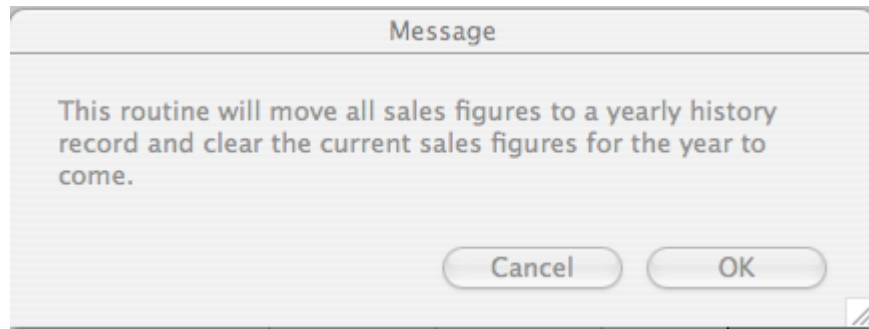 Message
This routine will move all sales figures to a yearly history
record and clear the current sales figures for the year to
come.
Cancel OK